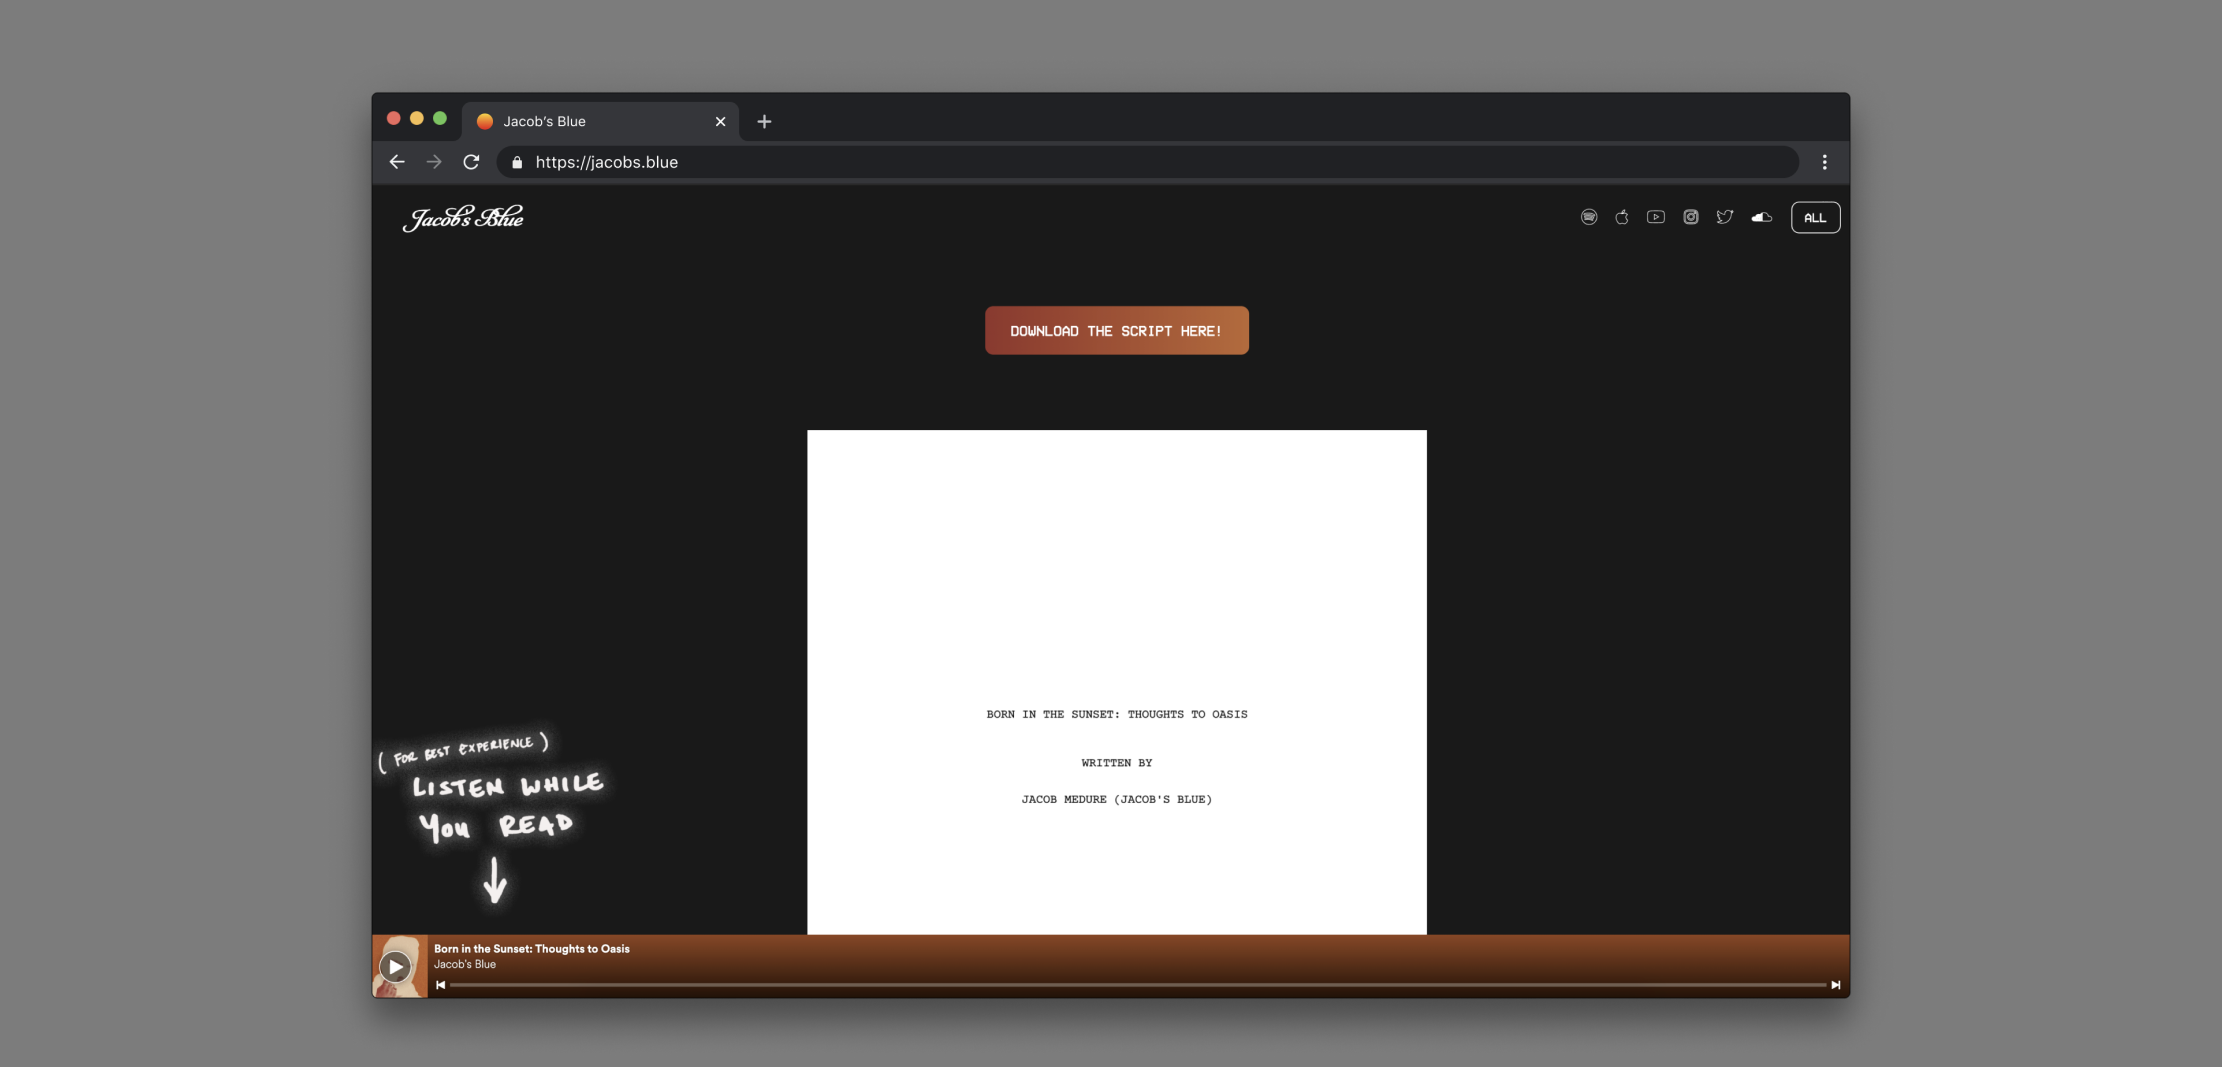 Jacob's Blue
https://jacobs.blue
Jacob's Blue
ALL
DOWNLOAD THE SCRIPT HERE!
BORN IN THE SUNSET: THOUGHTS TO OASIS
WRITTEN BY
JACOB MEDURE (JACOB'S BLUE)
( FOR BEST EXPERIENCE )
LISTEN WHILE
You READ
Born in the Sunset: Thoughts to Oasis
Jacob's Blue